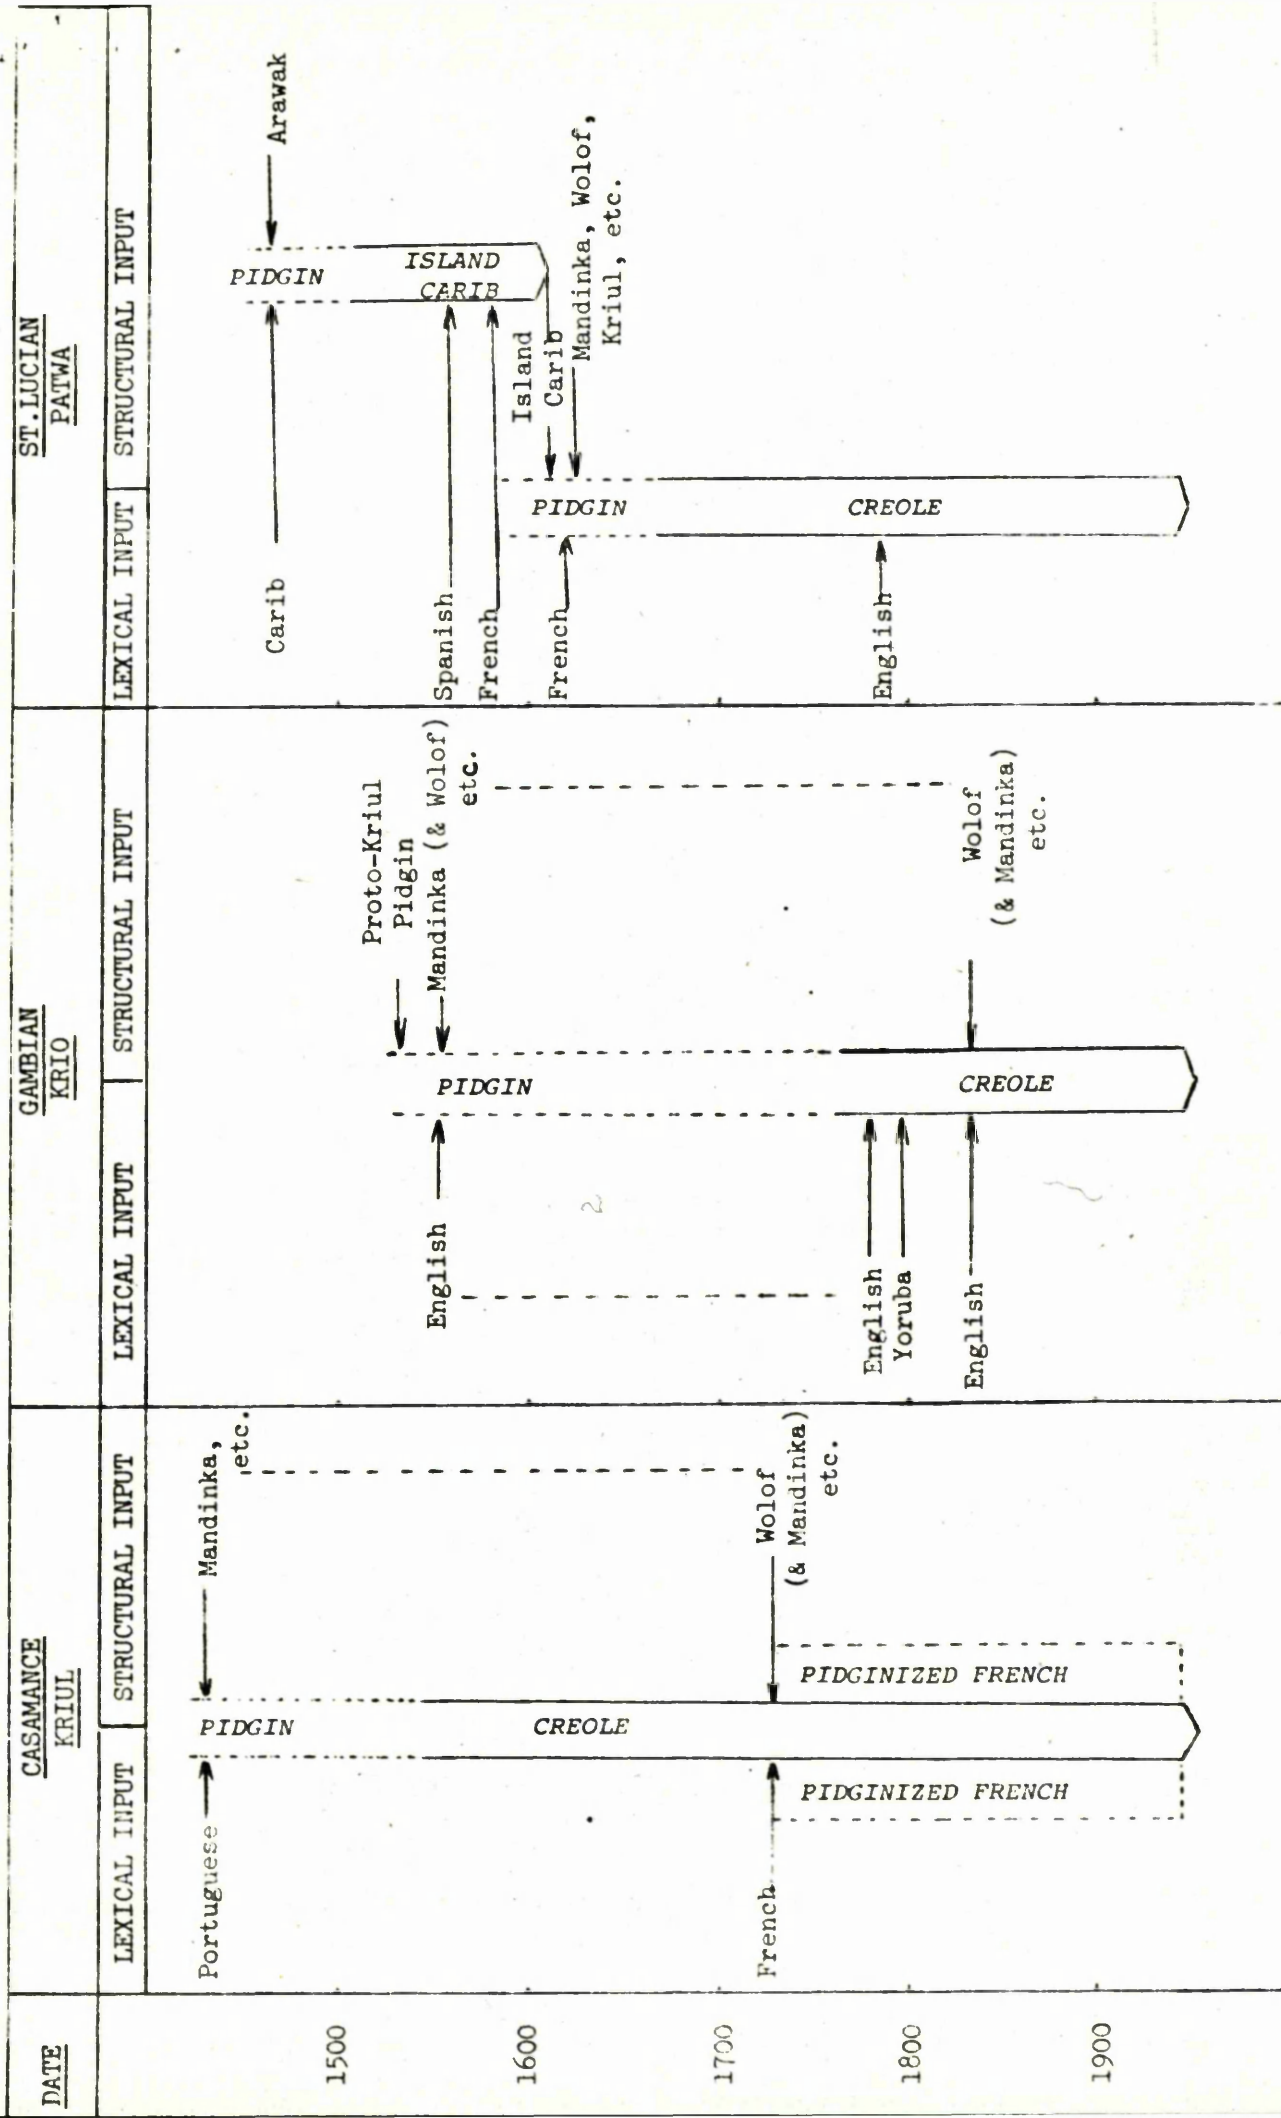 DATE
CASAMANCE
KRIUL
GAMBIAN
KRIO
ST.LUCIAN
PATWA
LEXICAL INPUT
STRUCTURAL INPUT
LEXICAL INPUT
STRUCTURAL INPUT
LEXICAL INPUT
STRUCTURAL INPUT
1500
1600
1700
1800
1900
Portuguese
PIDGIN
Mandinka,
etc.
CREOLE
French
Wolof
(& Mandinka)
etc.
PIDGINIZED FRENCH
PIDGINIZED FRENCH
Proto-Kriul
Pidgin
English
PIDGIN
Mandinka (& Wolof)
etc.
English
Yoruba
English
CREOLE
Wolof
(& Mandinka)
etc.
Carib
PIDGIN
Arawak
Spanish
French
ISLAND
CARIB
Island
Carib
French
PIDGIN
Mandinka, Wolof,
Kriul, etc.
English
CREOLE